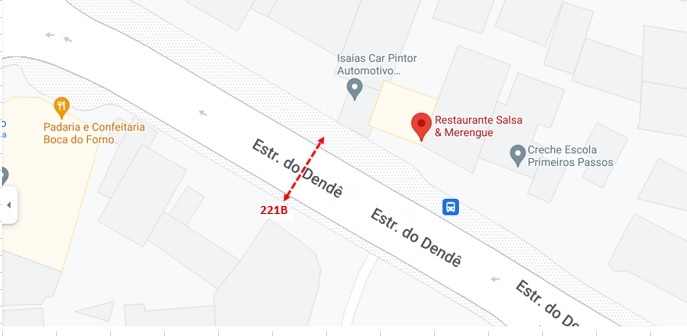 Isaías Car Pintor
Automotivo...
Restaurante Salsa
& Merengue
Padaria e Confeitaria
Boca do Forno
Creche Escola
Primeiros Passos
Estr. do Dendê
221B
Estr. do Dendê
Estr. do De